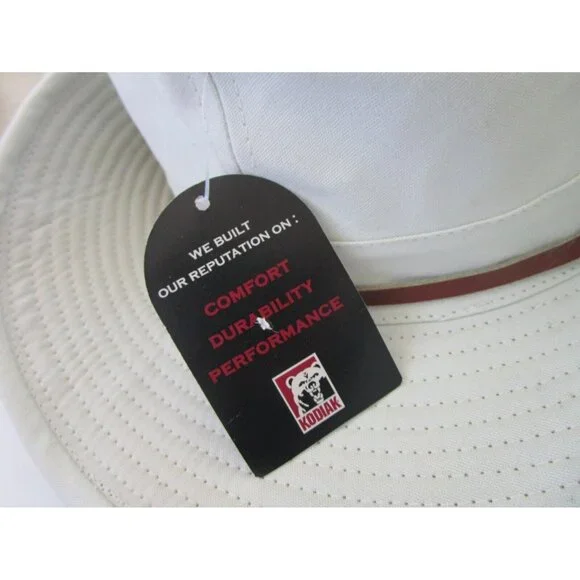 WE BUILT
OUR REPUTATION ON:
COMFORT
DURABILITY
PERFORMANCE
KODIAK